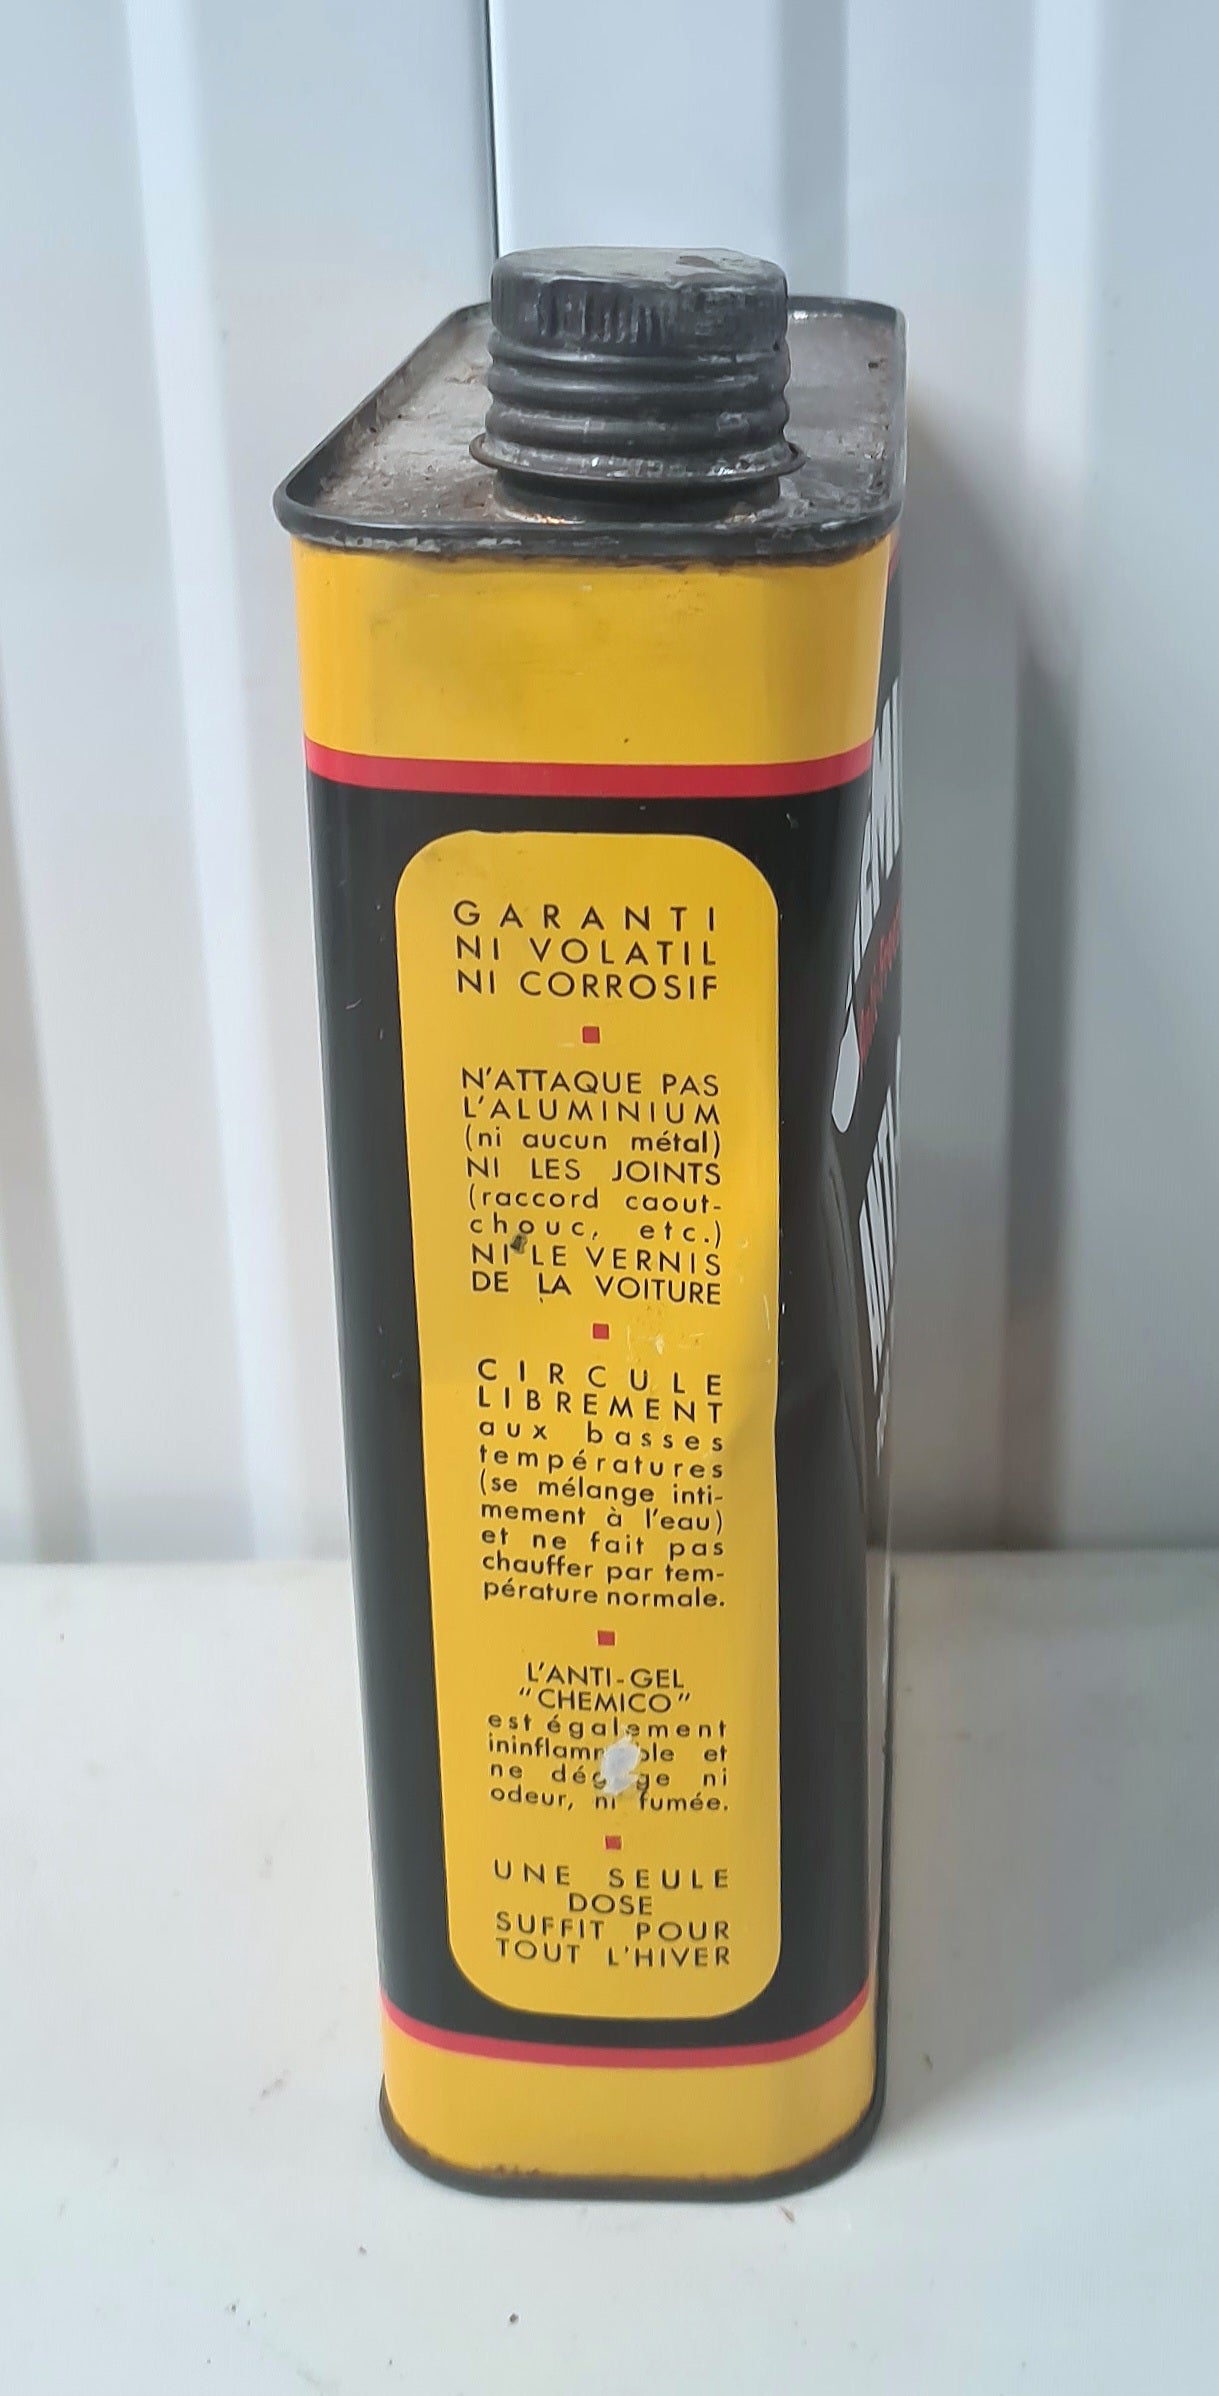 GARANTI
NI VOLATIL
NI CORROSIF
N'ATTAQUE PAS
L'ALUMINIUM
(ni aucun métal)
NI LES JOINTS
(raccord caout-
chouc, etc.)
NI LE VERNIS
DE LA VOITURE
CIRCULE
LIBREMENT
aux basses
températures
(se mélange inti-
mement à l'eau)
et ne fait pas
chauffer par tem-
pérature normale.
L'ANTI-GEL
"CHEMICO"
est également
et
ne ni
odeur, ni fumée.
UNE SEULE
DOSE
SUFFIT POUR
TOUT L'HIVER